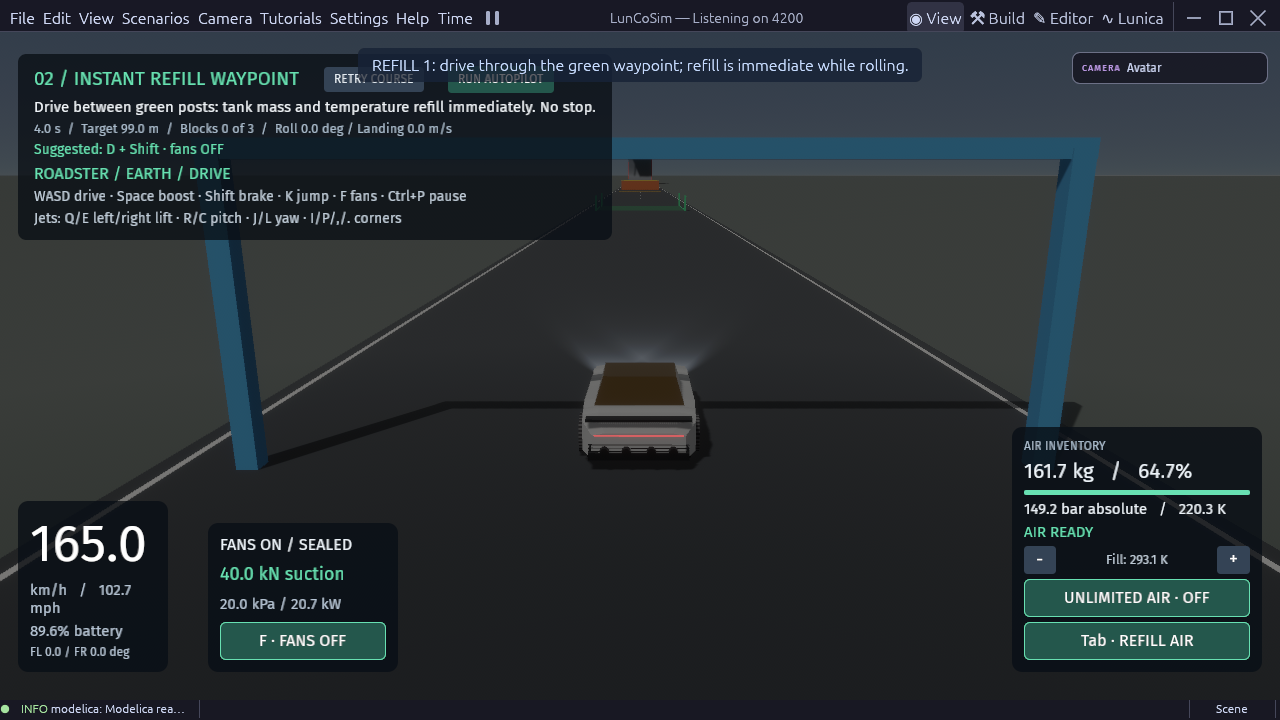 File Edit View Scenarios Camera Tutorials Settings Help Time
LunCoSim — Listening on 4200
View Build Editor Lunica
REFILL 1: drive through the green waypoint; refill is immediate while rolling.
02 / INSTANT REFILL WAYPOINT
RETRY COURSE
RUN AUTOPILOT
Drive between green posts: tank mass and temperature refill immediately. No stop.
4.0 s / Target 99.0 m / Blocks 0 of 3 / Roll 0.0 deg / Landing 0.0 m/s
Suggested: D + Shift · fans OFF
ROADSTER / EARTH / DRIVE
WASD drive · Space boost · Shift brake · K jump · F fans · Ctrl+P pause
Jets: Q/E left/right lift · R/C pitch · J/L yaw · I/P/,/. corners
CAMERA Avatar
165.0
km/h / 102.7
mph
89.6% battery
FL 0.0 / FR 0.0 deg
FANS ON / SEALED
40.0 kN suction
20.0 kPa / 20.7 kW
F · FANS OFF
AIR INVENTORY
161.7 kg / 64.7%
149.2 bar absolute / 220.3 K
AIR READY
- Fill: 293.1 K +
UNLIMITED AIR · OFF
Tab · REFILL AIR
INFO modelica: Modelica rea...
Scene